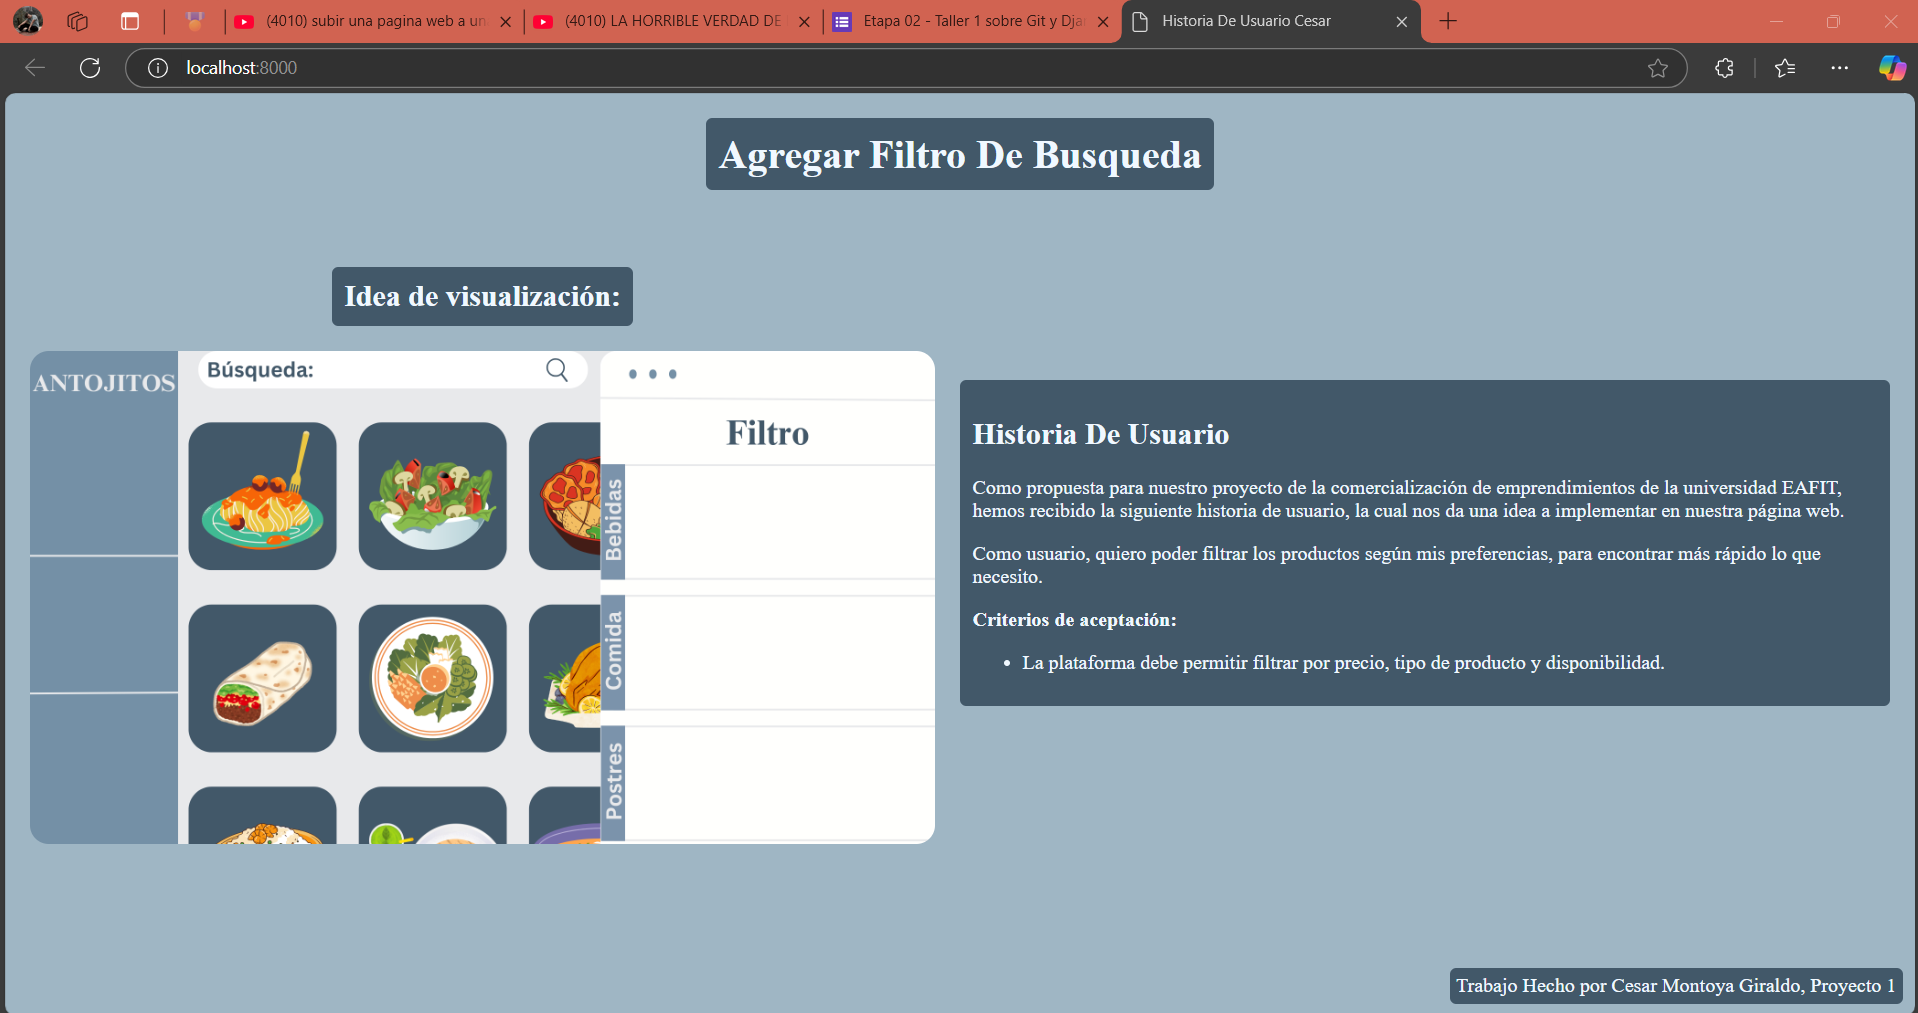 (4010) subir una pagina web a un
(4010) LA HORRIBLE VERDAD DE
Etapa 02 - Taller 1 sobre Git y Dja
Historia De Usuario Cesar
localhost:8000
Agregar Filtro De Busqueda
Idea de visualización:
ANTOJITOS
Búsqueda:
Filtro
Bebidas
Comida
Postres
Historia De Usuario
Como propuesta para nuestro proyecto de la comercialización de emprendimientos de la universidad EAFIT,
hemos recibido la siguiente historia de usuario, la cual nos da una idea a implementar en nuestra página web.
Como usuario, quiero poder filtrar los productos según mis preferencias, para encontrar más rápido lo que
necesito.
Criterios de aceptación:
• La plataforma debe permitir filtrar por precio, tipo de producto y disponibilidad.
Trabajo Hecho por Cesar Montoya Giraldo, Proyecto 1